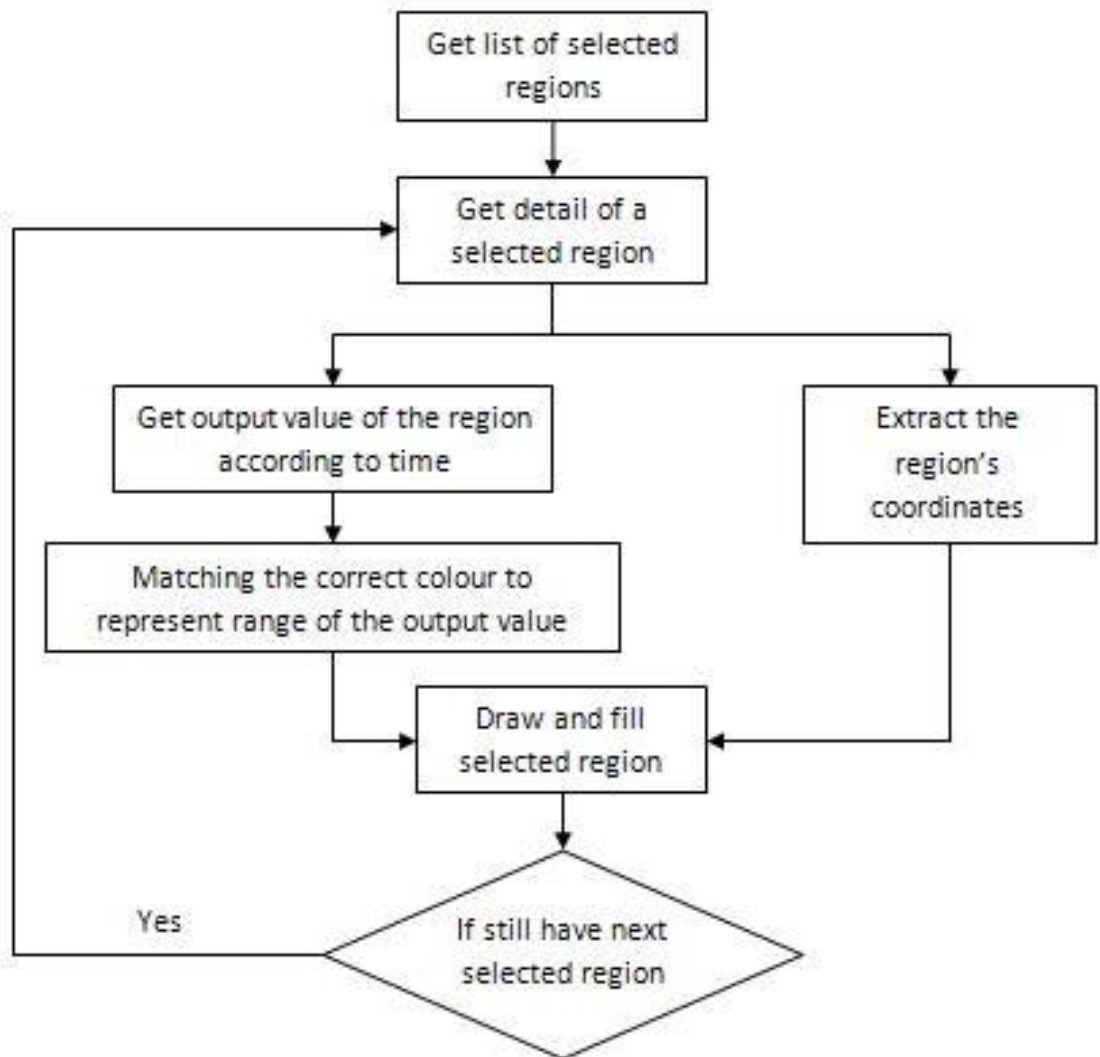 Get list of selected
regions
Get detail of a
selected region
Get output value of the region
according to time
Extract the
region's
coordinates
Matching the correct colour to
represent range of the output value
Draw and fill
selected region
Yes
If still have next
selected region